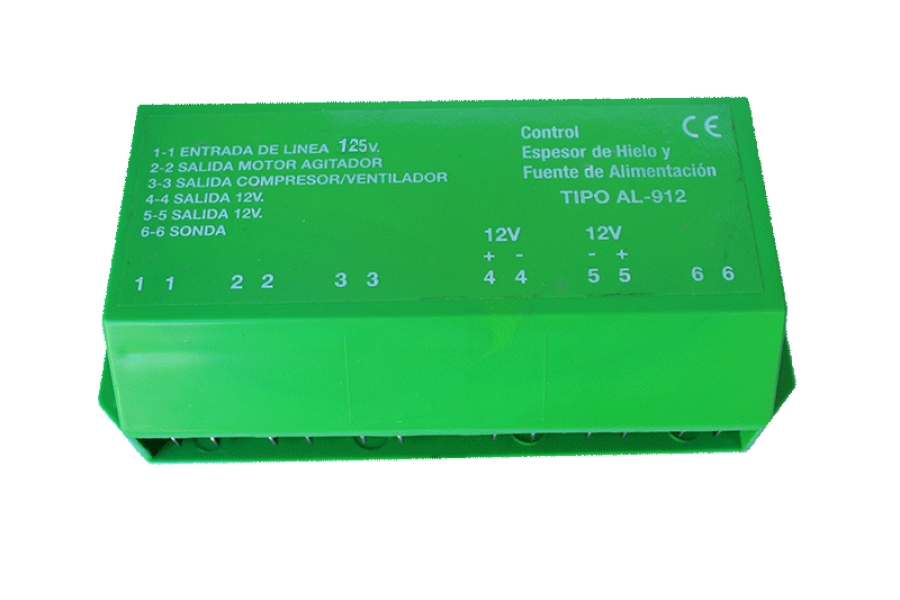 1-1 ENTRADA DE LINEA 125V.
2-2 SALIDA MOTOR AGITADOR
3-3 SALIDA COMPRESOR/VENTILADOR
4-4 SALIDA 12V.
5-5 SALIDA 12V.
6-6 SONDA
CE
Control
Espesor de Hielo y
Fuente de Alimentación
TIPO AL-912
12V 12V
+ - - +
1 1 2 2 3 3 4 4 5 5 6 6